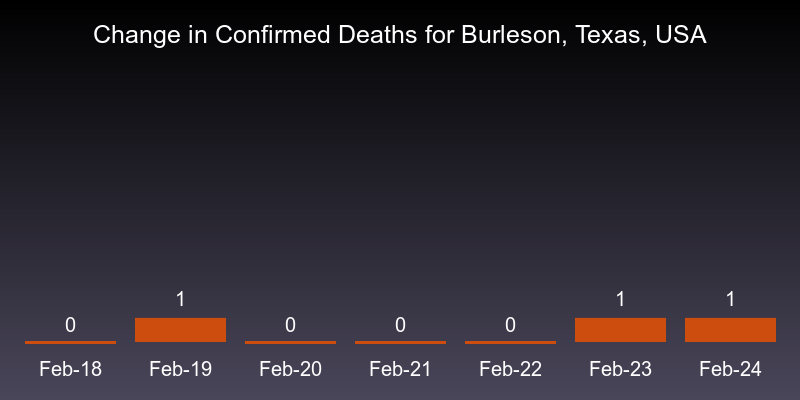 Change in Confirmed Deaths for Burleson, Texas, USA
0 1 0 0 0 1 1
Feb-18 Feb-19 Feb-20 Feb-21 Feb-22 Feb-23 Feb-24